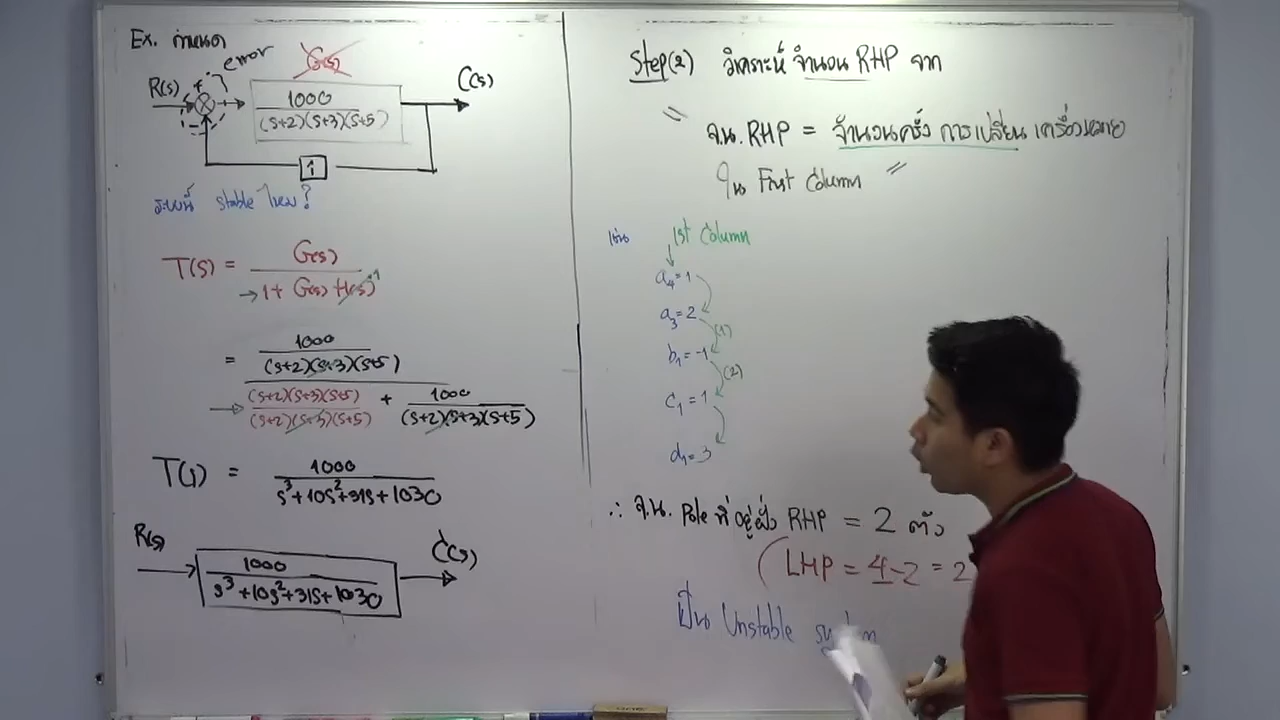 Ex. กำหนด
error
G(s)
R(s) + - 1000 C(s)
(s+2)(s+3)(s+5)
1
ระบบนี้ stable ไหม?
T(s) = G(s)
→ 1 + G(s) H(s) 1
= 1000
(s+2)(s+3)(s+5)
(s+2)(s+3)(s+5) + 1000
(s+2)(s+3)(s+5) (s+2)(s+3)(s+5)
T(s) = 1000
s³+10s²+31s+1030
R(s) C(s)
1000
s³+10s²+31s+1030
Step(2) วิเคราะห์ จำนวน RHP จาก
" จ.น. RHP = จำนวนครั้ง การเปลี่ยน เครื่องหมาย
ใน First Column "
เช่น 1st Column
a₄=1
a₃=2
(1)
b₁=-1
(2)
c₁=1
d₁=3
∴ จ.น. Pole ที่อยู่ฝั่ง RHP = 2 ตัว
(LHP = 4-2 = 2
เป็น Unstable system